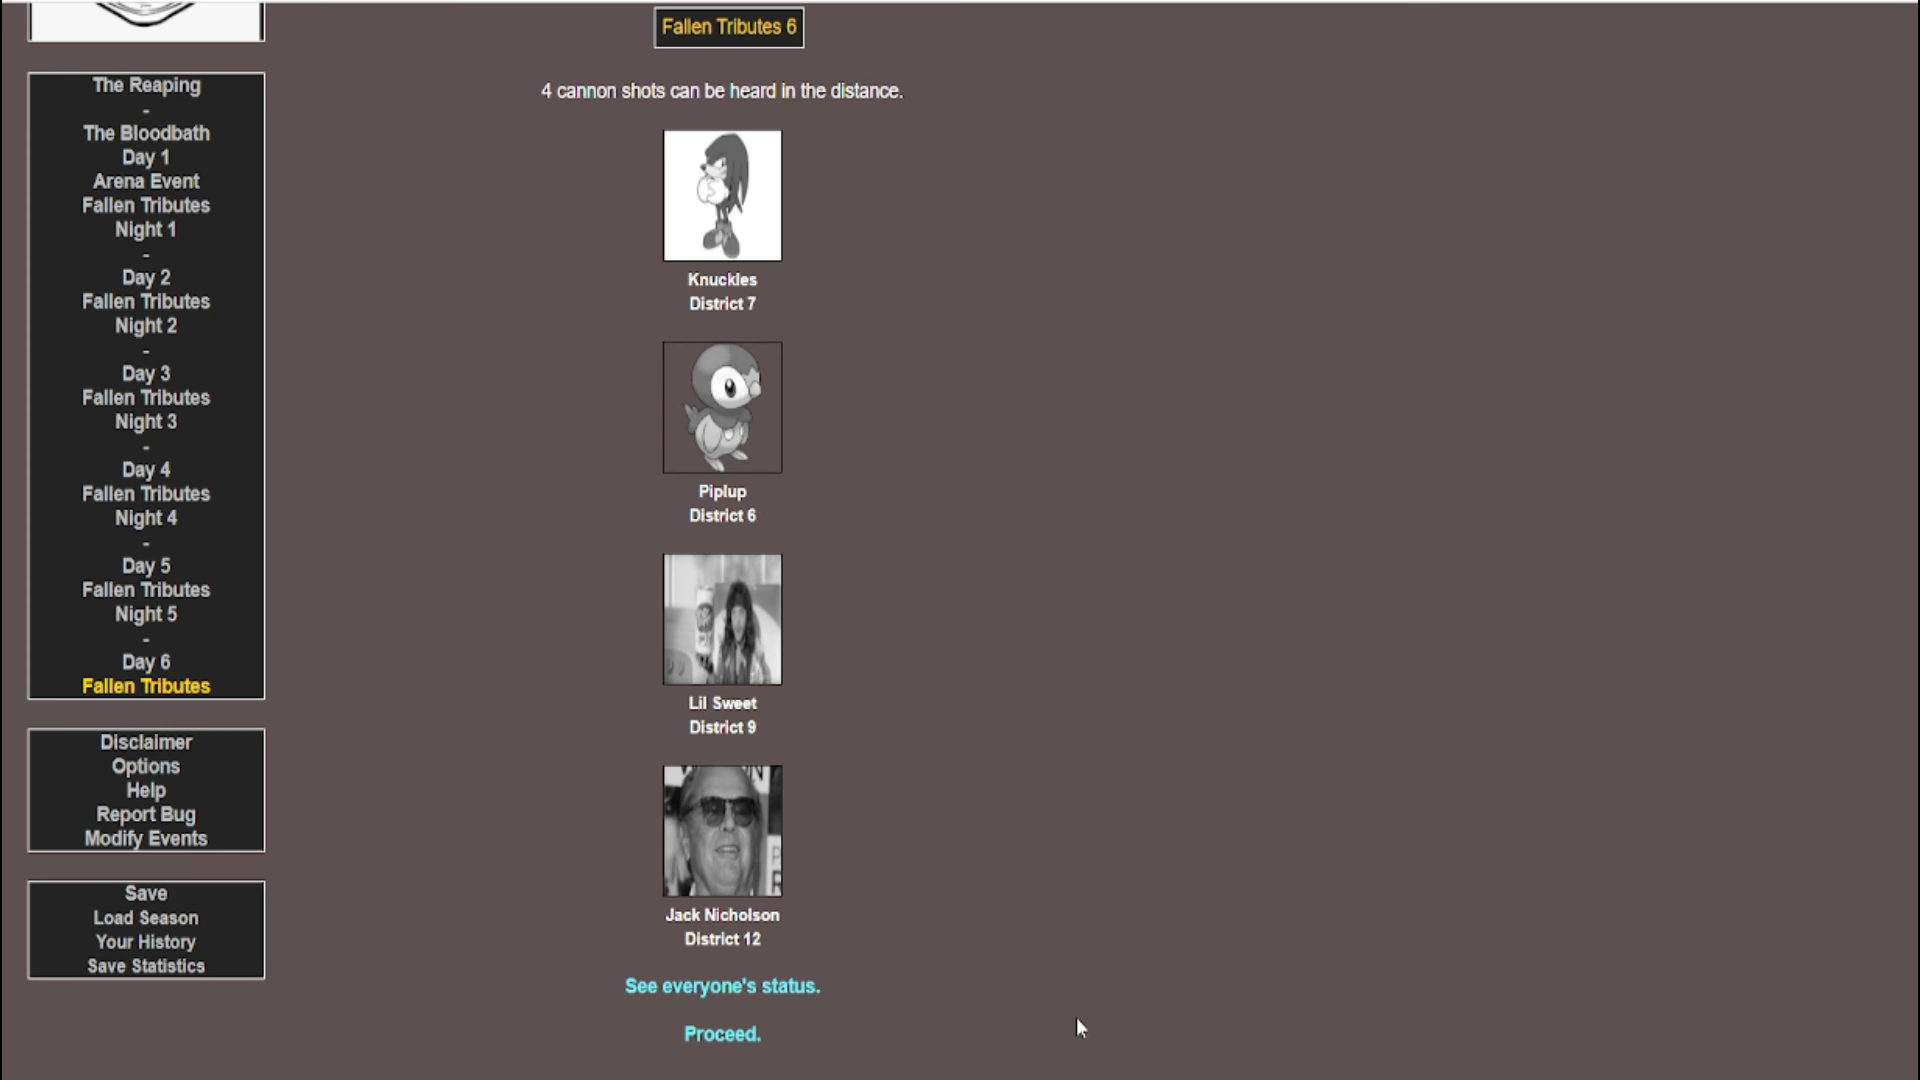 The Reaping
-
The Bloodbath
Day 1
Arena Event
Fallen Tributes
Night 1
-
Day 2
Fallen Tributes
Night 2
-
Day 3
Fallen Tributes
Night 3
-
Day 4
Fallen Tributes
Night 4
-
Day 5
Fallen Tributes
Night 5
-
Day 6
Fallen Tributes
Disclaimer
Options
Help
Report Bug
Modify Events
Save
Load Season
Your History
Save Statistics
Fallen Tributes 6
4 cannon shots can be heard in the distance.
Knuckles
District 7
Piplup
District 6
Lil Sweet
District 9
Jack Nicholson
District 12
See everyone's status.
Proceed.